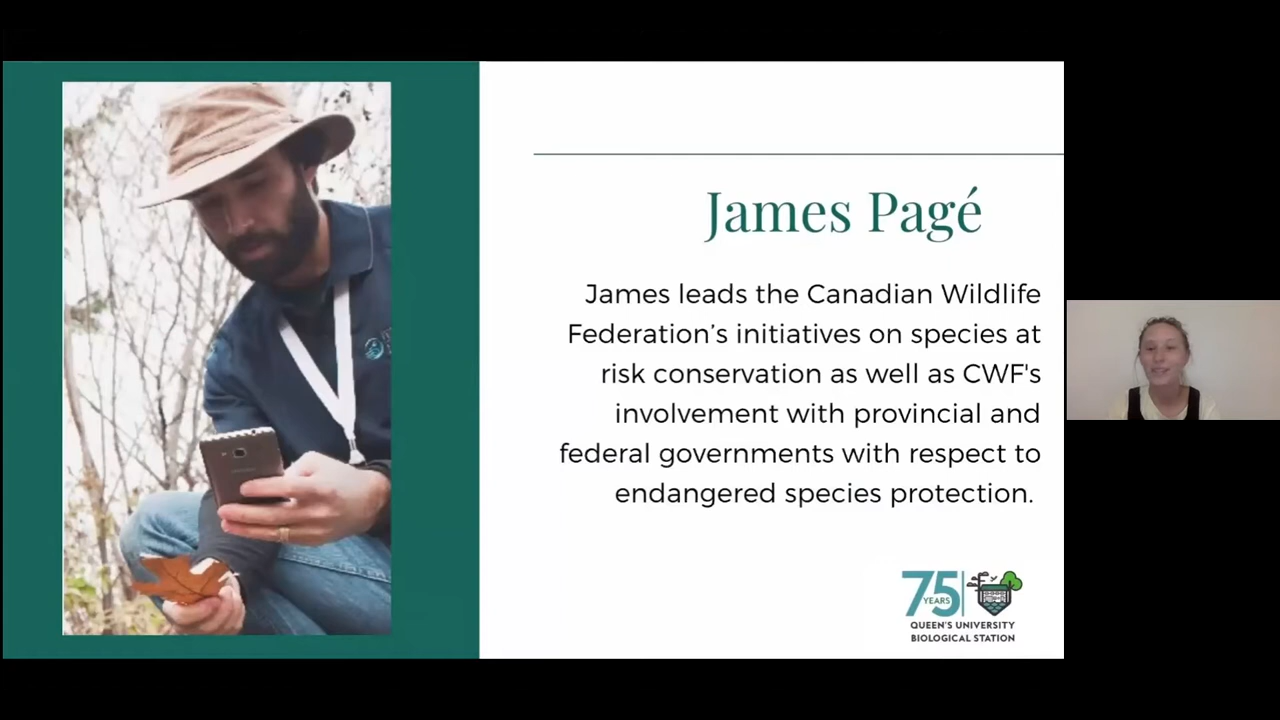 James Pagé
James leads the Canadian Wildlife
Federation’s initiatives on species at
risk conservation as well as CWF's
involvement with provincial and
federal governments with respect to
endangered species protection.
75
YEARS
QUEEN'S UNIVERSITY
BIOLOGICAL STATION